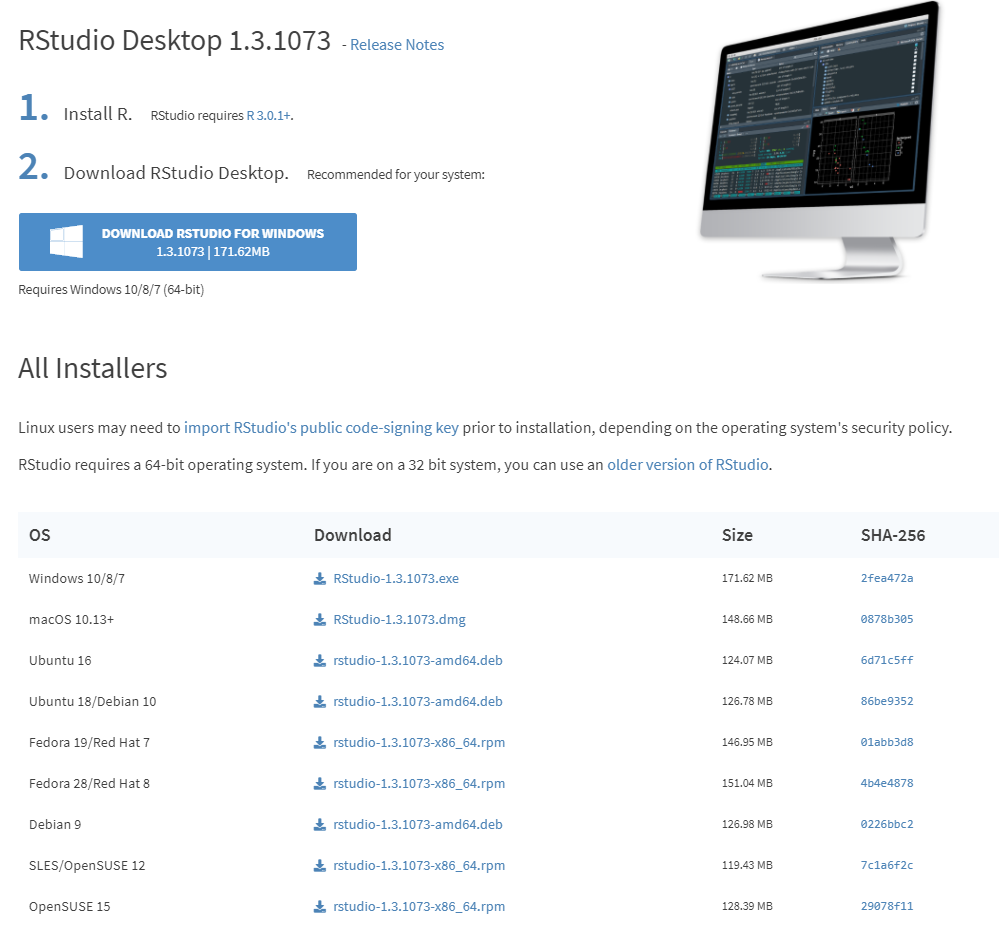 RStudio Desktop 1.3.1073 - Release Notes
1. Install R. RStudio requires R 3.0.1+.
2. Download RStudio Desktop. Recommended for your system:
DOWNLOAD RSTUDIO FOR WINDOWS
1.3.1073 | 171.62MB
Requires Windows 10/8/7 (64-bit)
All Installers
Linux users may need to import RStudio's public code-signing key prior to installation, depending on the operating system's security policy.
RStudio requires a 64-bit operating system. If you are on a 32 bit system, you can use an older version of RStudio.
OS Download Size SHA-256
Windows 10/8/7 RStudio-1.3.1073.exe 171.62 MB 2fea472a
macOS 10.13+ RStudio-1.3.1073.dmg 148.66 MB 0878b305
Ubuntu 16 rstudio-1.3.1073-amd64.deb 124.07 MB 6d71c5ff
Ubuntu 18/Debian 10 rstudio-1.3.1073-amd64.deb 126.78 MB 86be9352
Fedora 19/Red Hat 7 rstudio-1.3.1073-x86_64.rpm 146.95 MB 01abb3d8
Fedora 28/Red Hat 8 rstudio-1.3.1073-x86_64.rpm 151.04 MB 4b4e4878
Debian 9 rstudio-1.3.1073-amd64.deb 126.98 MB 0226bbc2
SLES/OpenSUSE 12 rstudio-1.3.1073-x86_64.rpm 119.43 MB 7c1a6f2c
OpenSUSE 15 rstudio-1.3.1073-x86_64.rpm 128.39 MB 29078f11